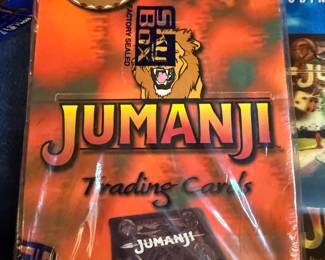 SkyBox
FACTORY SEALED
JUMANJI
Trading Cards
JUMANJI